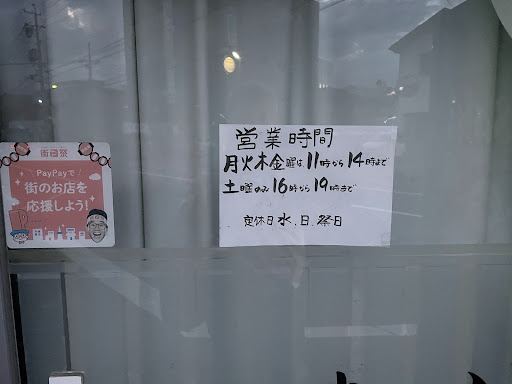 街のお店を
応援しよう!
PayPayで
営業時間
月火木金曜は、11時から14時まで
土曜のみ16時から19時まで
定休日水、日、祭日